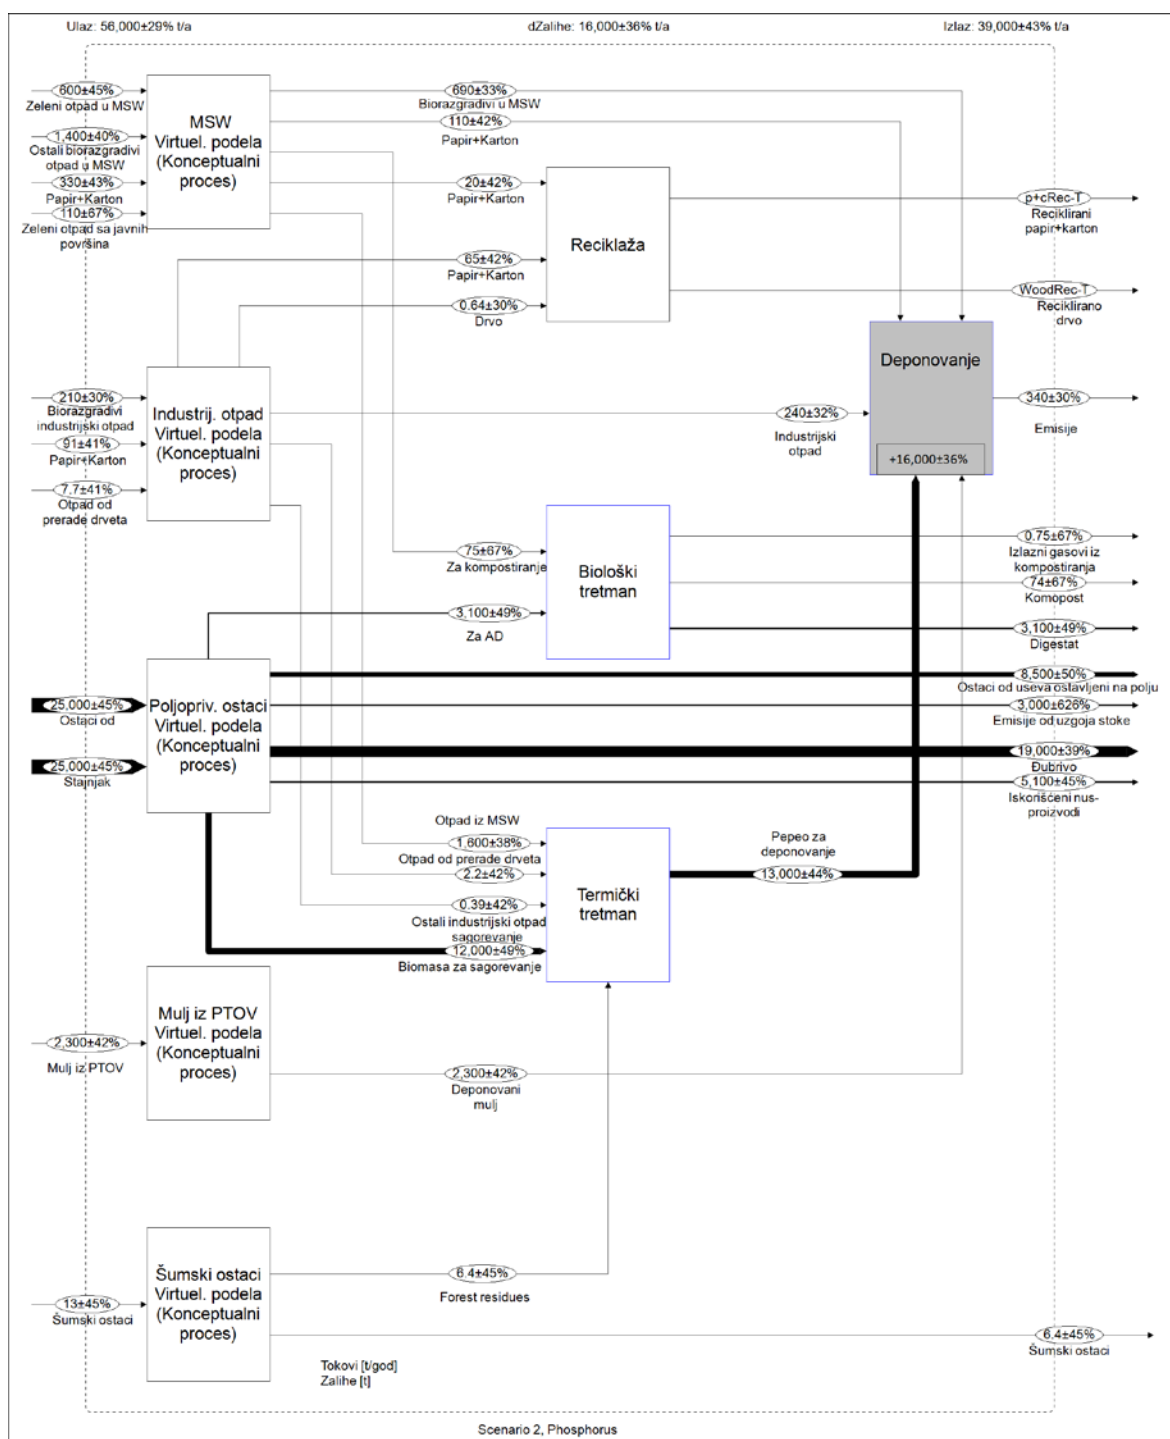 Ulaz: 56,000±29% t/a
dZalihe: 16,000±36% t/a
Izlaz: 39,000±43% t/a
600±45%
Zeleni otpad u MSW
1,400±40%
Ostali biorazgradivi
otpad u MSW
330±43%
Papir+Karton
110±67%
Zeleni otpad sa javnih
površina
MSW
Virtuel. podela
(Konceptualni
proces)
690±33%
Biorazgradivi u MSW
110±42%
Papir+Karton
20±42%
Papir+Karton
65±42%
Papir+Karton
0.64±30%
Drvo
Reciklaža
p+cRec-T
Reciklirani
papir+karton
WoodRec-T
Reciklirano
drvo
210±30%
Biorazgradivi
industrijski otpad
91±41%
Papir+Karton
7.7±41%
Otpad od
prerade drveta
Industrij. otpad
Virtuel. podela
(Konceptualni
proces)
240±32%
Industrijski
otpad
Deponovanje
+16,000±36%
340±30%
Emisije
75±67%
Za kompostiranje
3,100±49%
Za AD
Biološki
tretman
0.75±67%
Izlazni gasovi iz
kompostiranja
74±67%
Komopost
3,100±49%
Digestat
25,000±45%
Ostaci od
25,000±45%
Stajnjak
Poljopriv. ostaci
Virtuel. podela
(Konceptualni
proces)
8,500±50%
Ostaci od useva ostavljeni na polju
3,000±626%
Emisije od uzgoja stoke
19,000±39%
Đubrivo
5,100±45%
Iskorišćeni nus-
proizvodi
Otpad iz MSW
1,600±38%
Otpad od prerade drveta
2.2±42%
0.39±42%
Ostali industrijski otpad
sagorevanje
12,000±49%
Biomasa za sagorevanje
Termički
tretman
Pepeo za
deponovanje
13,000±44%
2,300±42%
Mulj iz PTOV
Mulj iz PTOV
Virtuel. podela
(Konceptualni
proces)
2,300±42%
Deponovani
mulj
13±45%
Šumski ostaci
Šumski ostaci
Virtuel. podela
(Konceptualni
proces)
6.4±45%
Forest residues
6.4±45%
Šumski ostaci
Tokovi [t/god]
Zalihe [t]
Scenario 2, Phosphorus